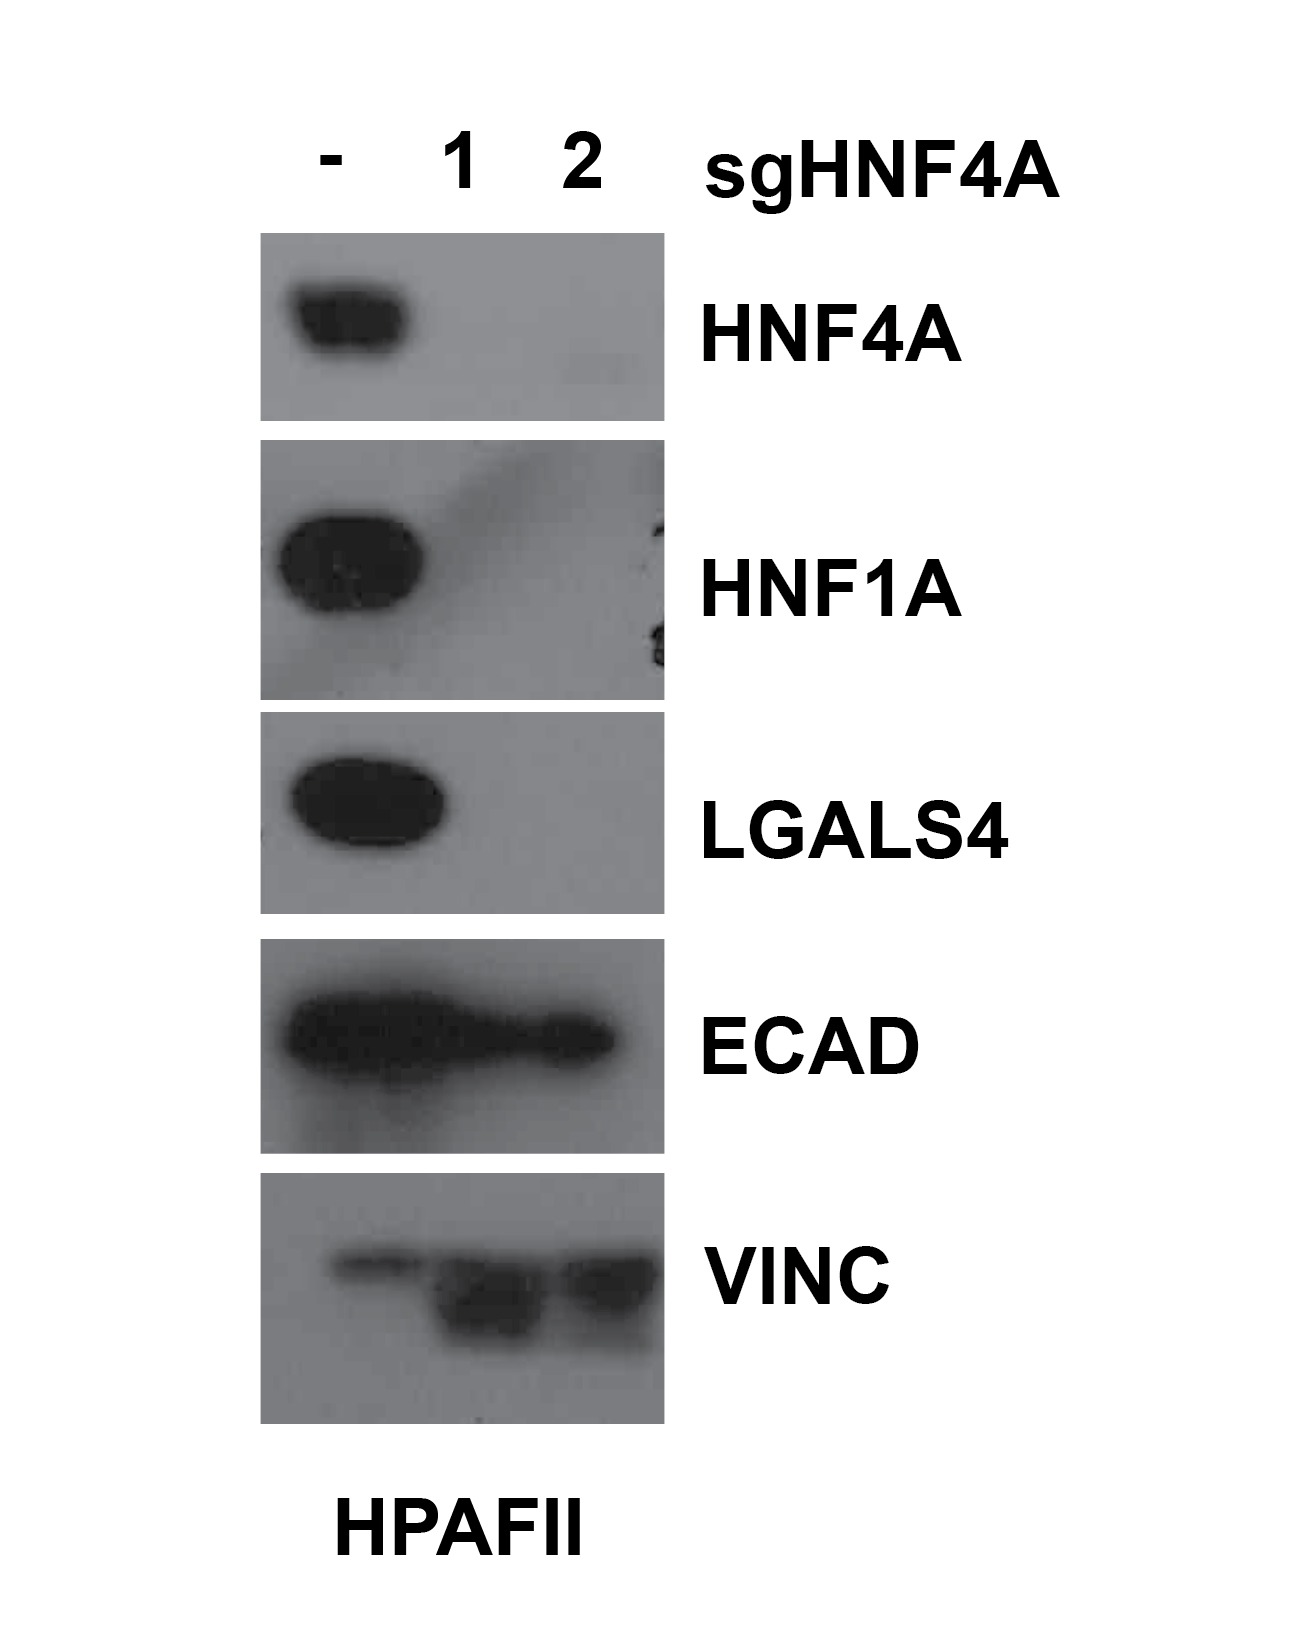 - 1 2 sgHNF4A
HNF4A
HNF1A
LGALS4
ECAD
VINC
HPAFII